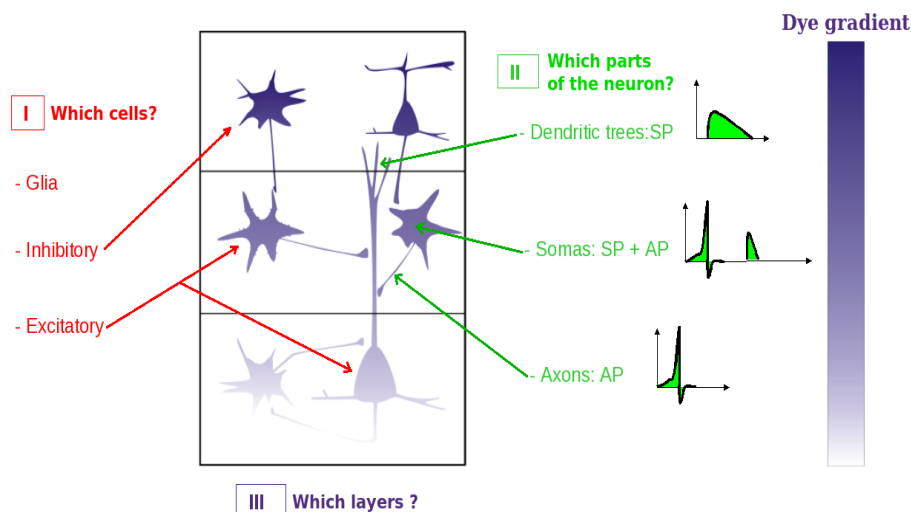 Dye gradient
II
Which parts
of the neuron?
I
Which cells?
- Dendritic trees:SP
- Glia
- Inhibitory
- Somas: SP + AP
- Excitatory
- Axons: AP
III
Which layers ?